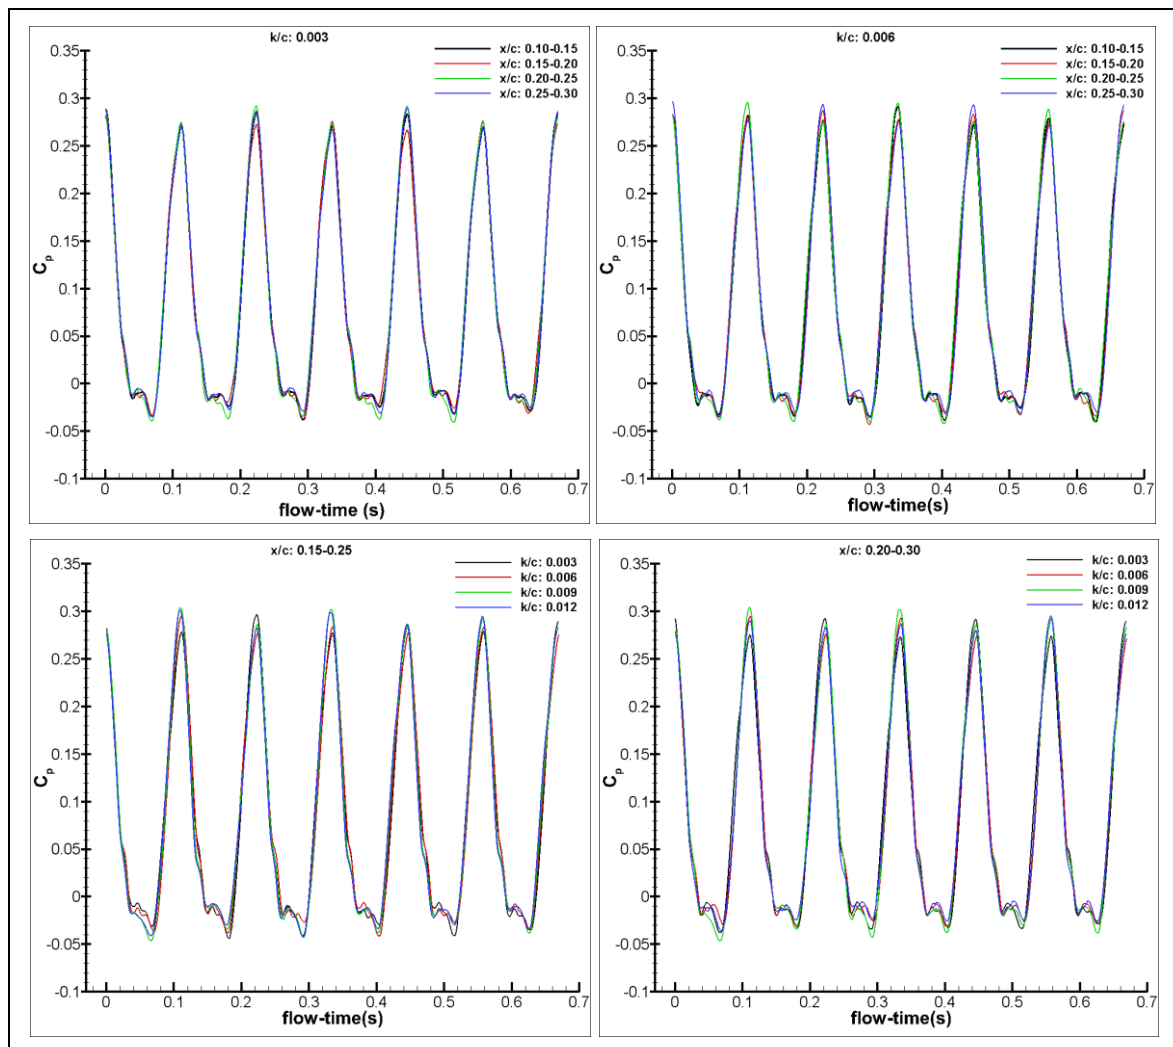 k/c: 0.003
x/c: 0.10-0.15
x/c: 0.15-0.20
x/c: 0.20-0.25
x/c: 0.25-0.30
0.35
0.3
0.25
0.2
0.15
0.1
0.05
0
-0.05
-0.1
Cp
0 0.1 0.2 0.3 0.4 0.5 0.6 0.7
flow-time (s)
k/c: 0.006
x/c: 0.10-0.15
x/c: 0.15-0.20
x/c: 0.20-0.25
x/c: 0.25-0.30
0.35
0.3
0.25
0.2
0.15
0.1
0.05
0
-0.05
-0.1
Cp
0 0.1 0.2 0.3 0.4 0.5 0.6 0.7
flow-time(s)
x/c: 0.15-0.25
k/c: 0.003
k/c: 0.006
k/c: 0.009
k/c: 0.012
0.35
0.3
0.25
0.2
0.15
0.1
0.05
0
-0.05
-0.1
Cp
0 0.1 0.2 0.3 0.4 0.5 0.6 0.7
flow-time(s)
x/c: 0.20-0.30
k/c: 0.003
k/c: 0.006
k/c: 0.009
k/c: 0.012
0.35
0.3
0.25
0.2
0.15
0.1
0.05
0
-0.05
-0.1
Cp
0 0.1 0.2 0.3 0.4 0.5 0.6 0.7
flow-time(s)